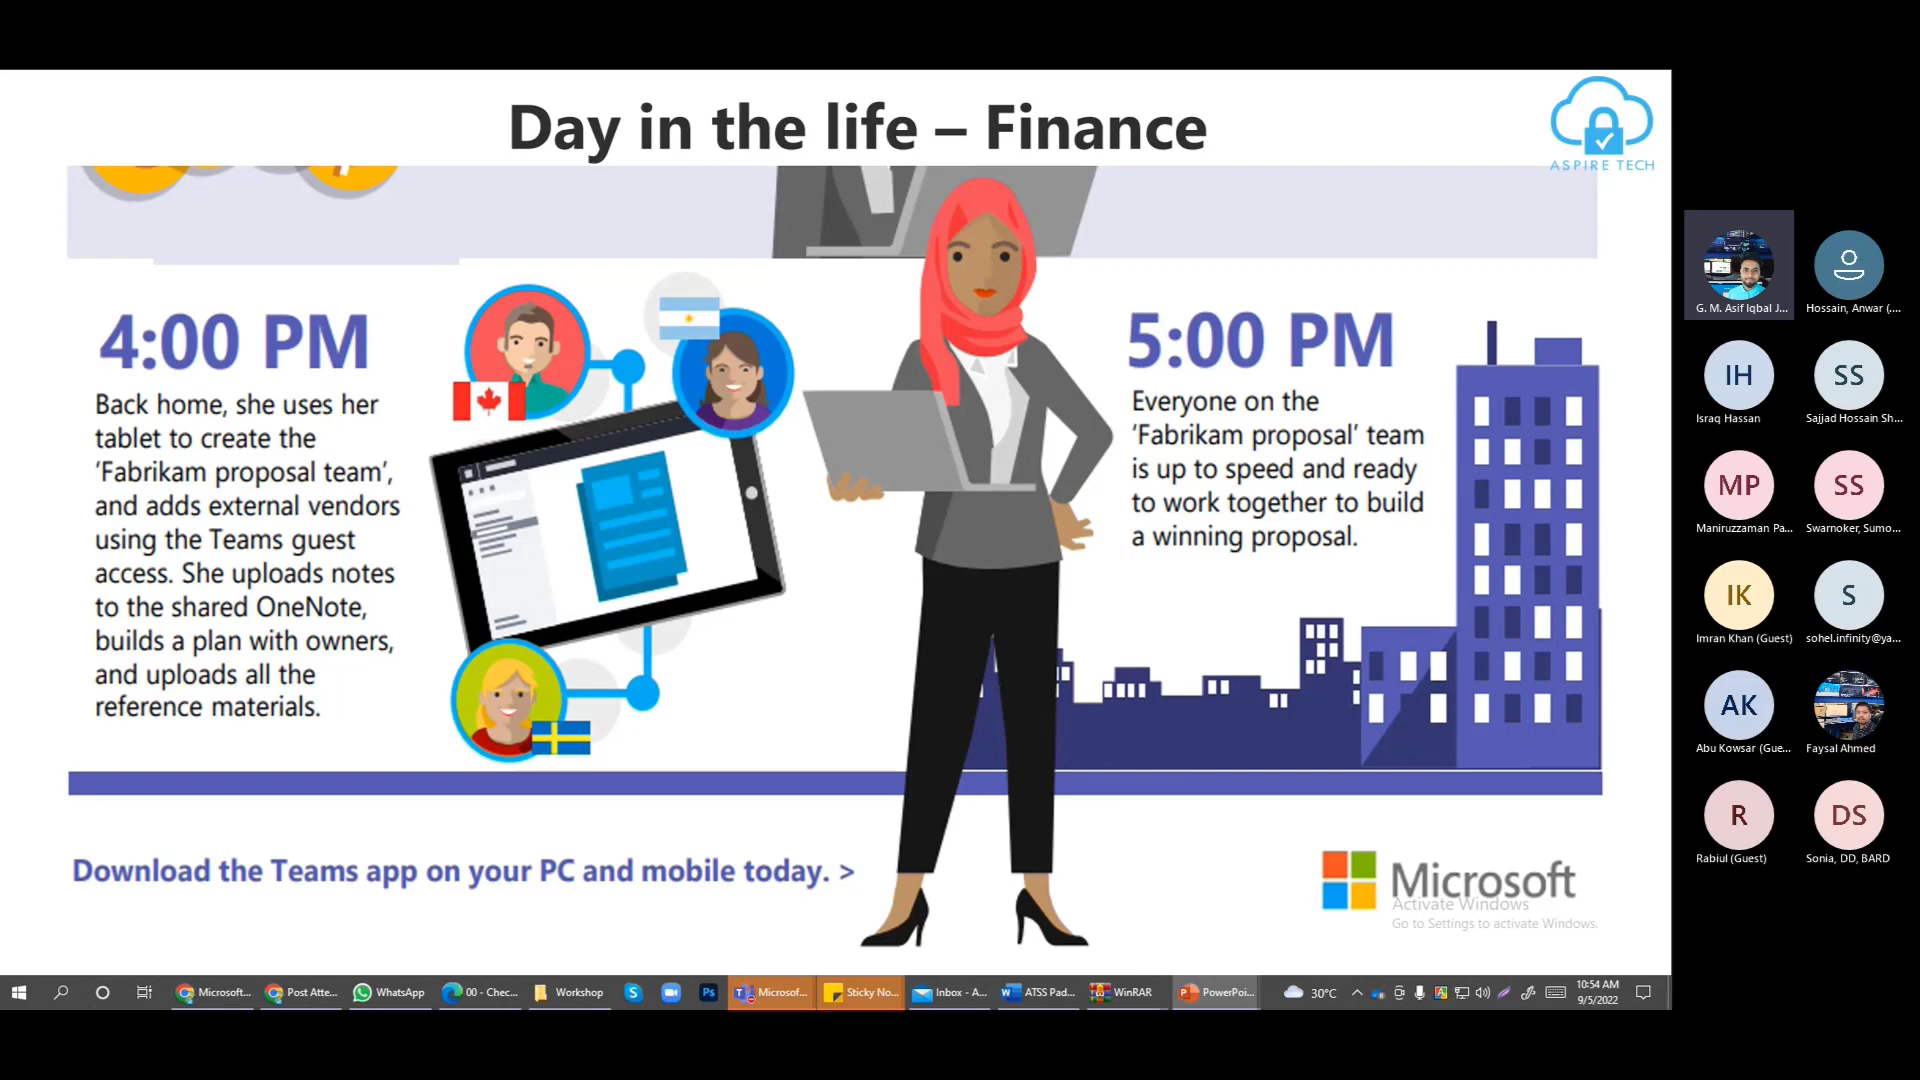 Day in the life – Finance
ASPIRE TECH
4:00 PM
Back home, she uses her
tablet to create the
‘Fabrikam proposal team’,
and adds external vendors
using the Teams guest
access. She uploads notes
to the shared OneNote,
builds a plan with owners,
and uploads all the
reference materials.
5:00 PM
Everyone on the
‘Fabrikam proposal’ team
is up to speed and ready
to work together to build
a winning proposal.
Download the Teams app on your PC and mobile today. >
Microsoft
Activate Windows
Go to Settings to activate Windows.
G. M. Asif Iqbal J...
Hossain, Anwar (....
IH
Israq Hassan
SS
Sajjad Hossain Sh...
MP
Maniruzzaman Pa...
SS
Swarnoker, Sumo...
IK
Imran Khan (Guest)
S
sohel.infinity@ya...
AK
Abu Kowsar (Gue...
Faysal Ahmed
R
Rabiul (Guest)
DS
Sonia, DD, BARD
Microsoft...
Post Atte...
WhatsApp
00 - Chec...
Workshop
Ps
Microsof...
Sticky No...
Inbox - A...
ATSS Pad...
WinRAR
PowerPoi...
30°C
10:54 AM
9/5/2022